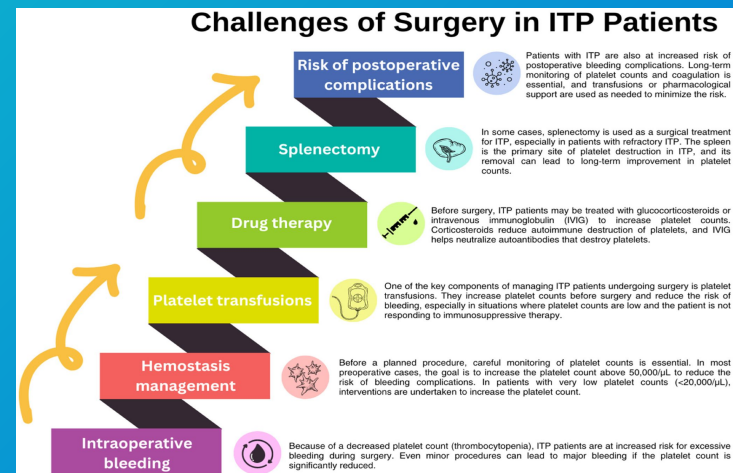 Challenges of Surgery in ITP Patients
Risk of postoperative
complications
Patients with ITP are also at increased risk of
postoperative bleeding complications. Long-term
monitoring of platelet counts and coagulation is
essential, and transfusions or pharmacological
support are used as needed to minimize the risk.
Splenectomy
In some cases, splenectomy is used as a surgical treatment
for ITP, especially in patients with refractory ITP. The spleen
is the primary site of platelet destruction in ITP, and its
removal can lead to long-term improvement in platelet
counts.
Drug therapy
Before surgery, ITP patients may be treated with glucocorticosteroids or
intravenous immunoglobulin (IVIG) to increase platelet counts.
Corticosteroids reduce autoimmune destruction of platelets, and IVIG
helps neutralize autoantibodies that destroy platelets.
Platelet transfusions
One of the key components of managing ITP patients undergoing surgery is platelet
transfusions. They increase platelet counts before surgery and reduce the risk of
bleeding, especially in situations where platelet counts are low and the patient is not
responding to immunosuppressive therapy.
Hemostasis
management
Before a planned procedure, careful monitoring of platelet counts is essential. In most
preoperative cases, the goal is to increase the platelet count above 50,000/µL to reduce the
risk of bleeding complications. In patients with very low platelet counts (<20,000/µL),
interventions are undertaken to increase the platelet count.
Intraoperative
bleeding
Because of a decreased platelet count (thrombocytopenia), ITP patients are at increased risk for excessive
bleeding during surgery. Even minor procedures can lead to major bleeding if the platelet count is
significantly reduced.